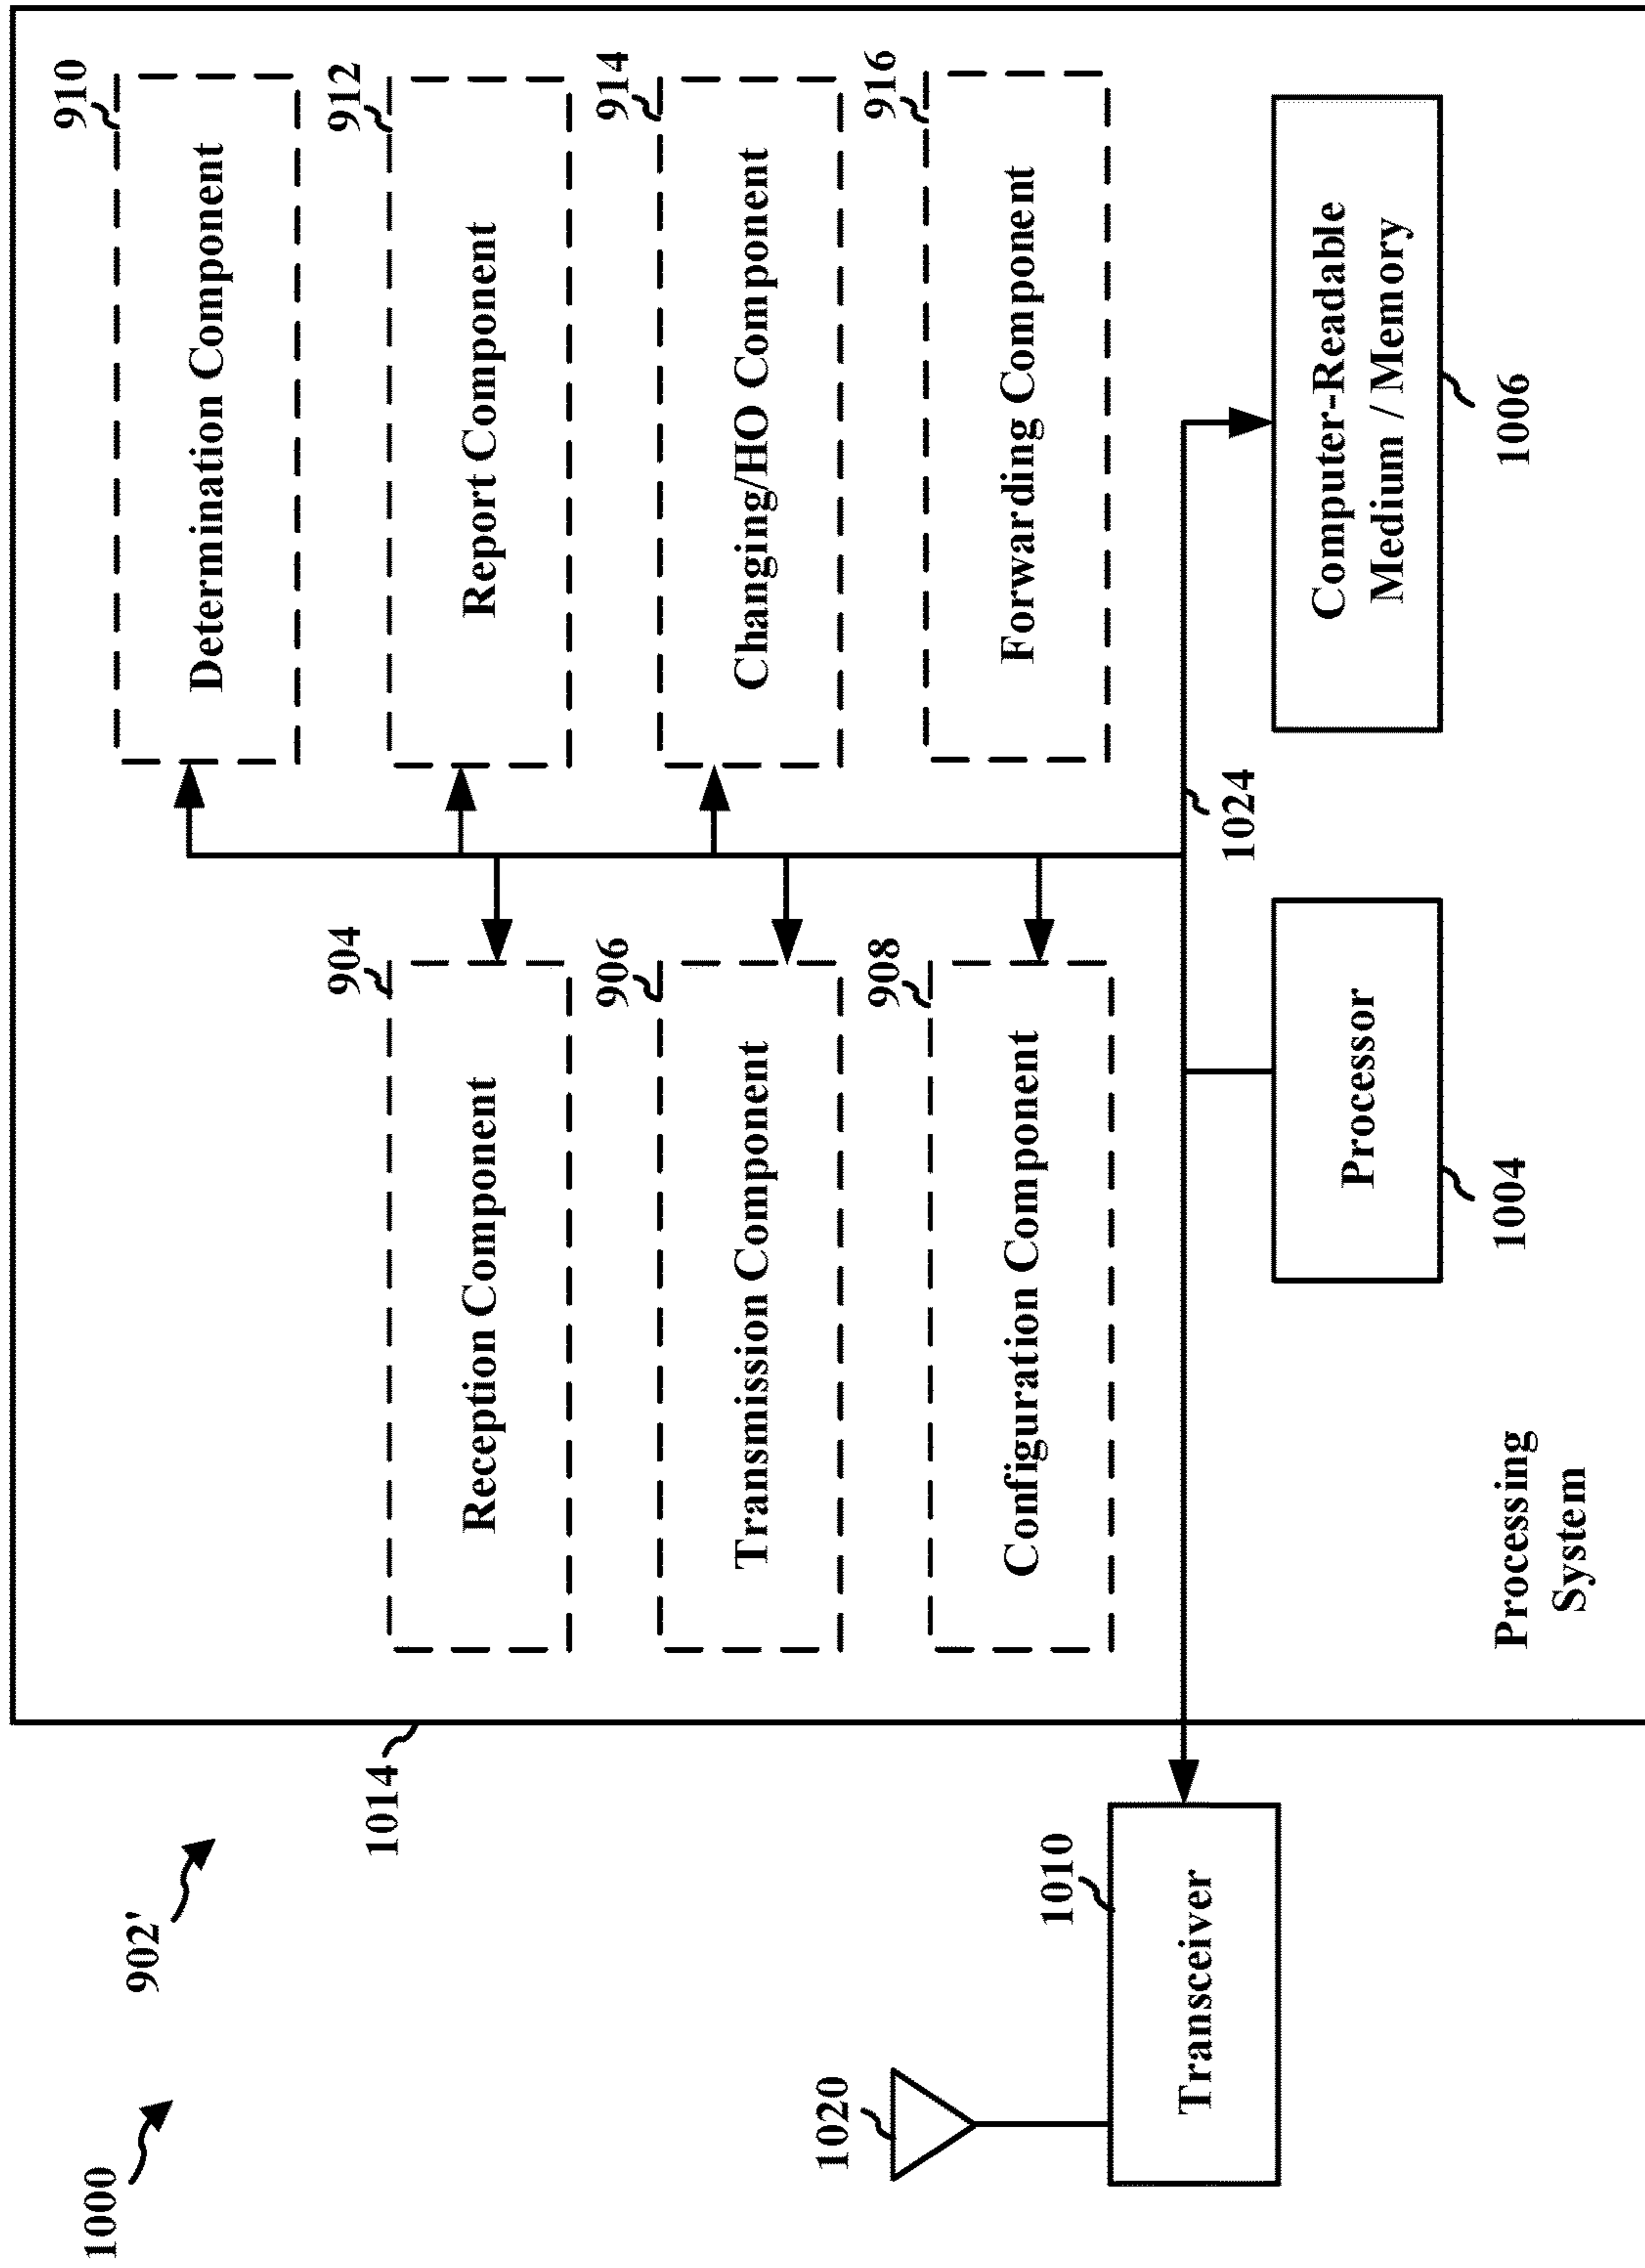 1000
902'
1014
904
Reception Component
906
Transmission Component
908
Configuration Component
910
Determination Component
912
Report Component
914
Changing/HO Component
916
Forwarding Component
1024
1020
1010
Transceiver
Processor
1004
Computer-Readable
Medium / Memory
1006
Processing
System